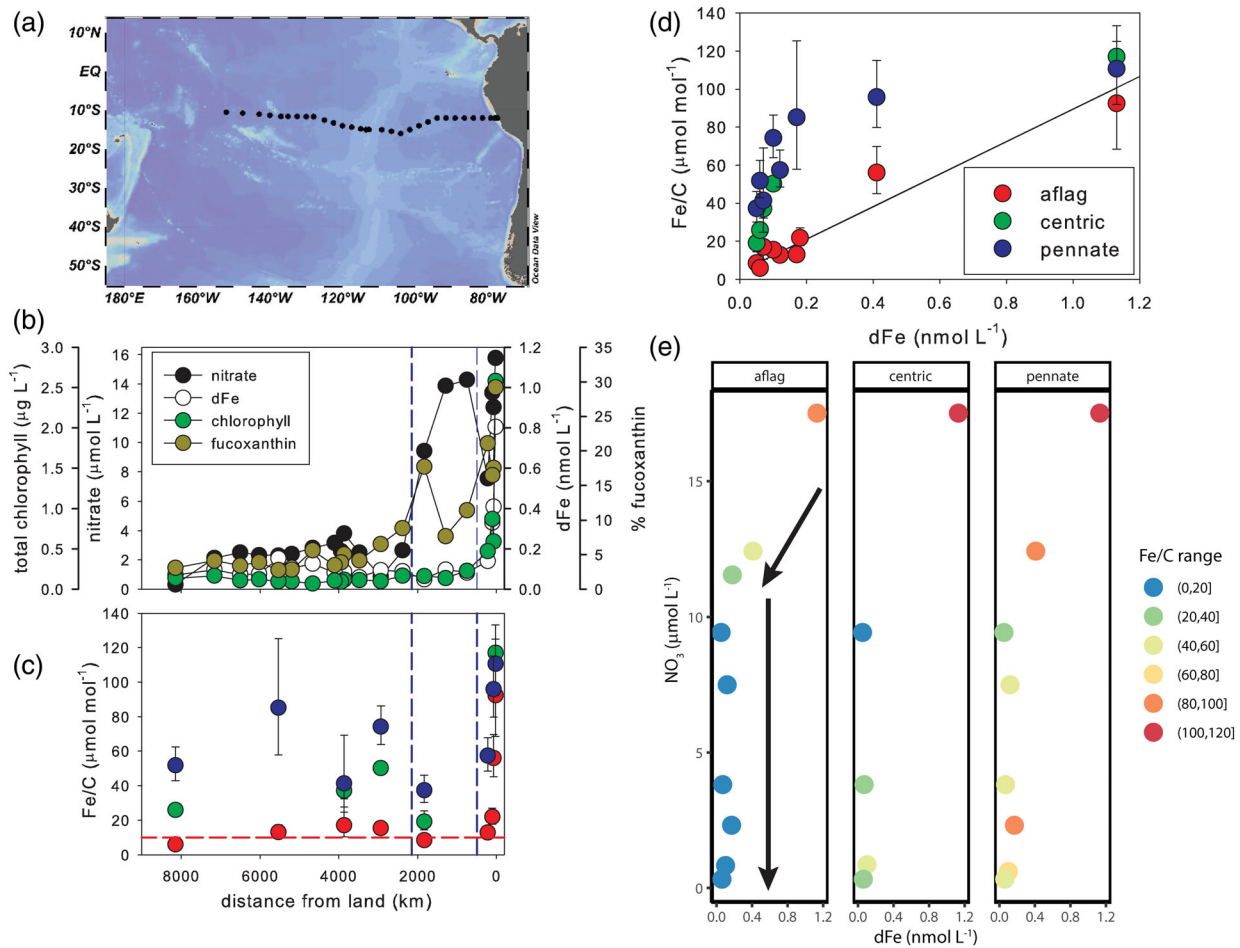 (a)
10°N
EQ
10°S
20°S
30°S
40°S
50°S
180°E 160°W 140°W 120°W 100°W 80°W
Ocean Data View
(b)
total chlorophyll (µg L⁻¹)
3.0
2.5
2.0
1.5
1.0
0.5
0.0
nitrate (µmol L⁻¹)
16
14
12
10
8
6
4
2
0
nitrate
dFe
chlorophyll
fucoxanthin
1.2
1.0
0.8
0.6
0.4
0.2
0.0
dFe (nmol L⁻¹)
35
30
25
20
15
10
5
0
% fucoxanthin
(c)
Fe/C (µmol mol⁻¹)
140
120
100
80
60
40
20
0
8000 6000 4000 2000 0
distance from land (km)
(d)
Fe/C (µmol mol⁻¹)
140
120
100
80
60
40
20
0
aflag
centric
pennate
0.0 0.2 0.4 0.6 0.8 1.0 1.2
dFe (nmol L⁻¹)
(e)
aflag centric pennate
NO₃ (µmol L⁻¹)
15
10
5
0
0.0 0.4 0.8 1.2 0.0 0.4 0.8 1.2 0.0 0.4 0.8 1.2
dFe (nmol L⁻¹)
Fe/C range
(0,20]
(20,40]
(40,60]
(60,80]
(80,100]
(100,120]